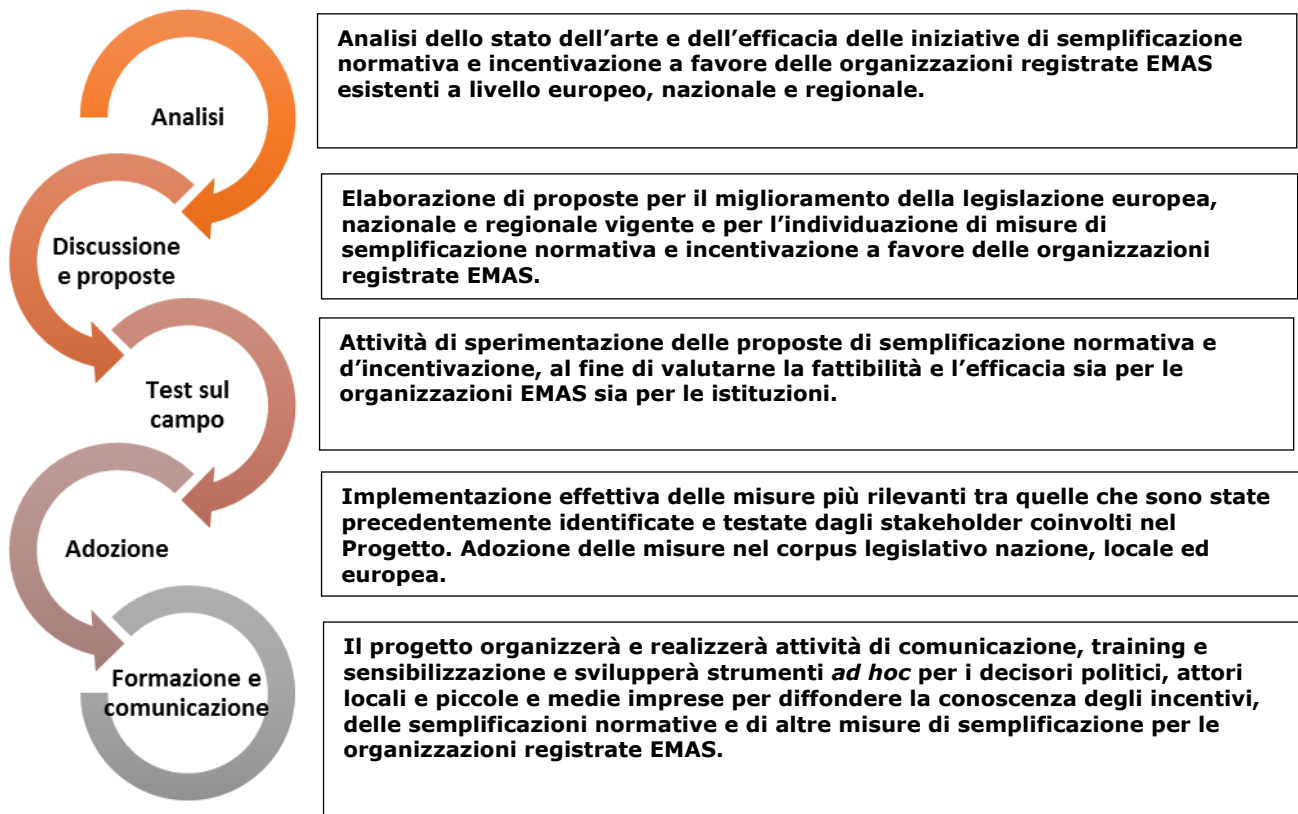 Analisi
Analisi dello stato dell’arte e dell’efficacia delle iniziative di semplificazione
normativa e incentivazione a favore delle organizzazioni registrate EMAS
esistenti a livello europeo, nazionale e regionale.
Discussione
e proposte
Elaborazione di proposte per il miglioramento della legislazione europea,
nazionale e regionale vigente e per l’individuazione di misure di
semplificazione normativa e incentivazione a favore delle organizzazioni
registrate EMAS.
Test sul
campo
Attività di sperimentazione delle proposte di semplificazione normativa e
d’incentivazione, al fine di valutarne la fattibilità e l’efficacia sia per le
organizzazioni EMAS sia per le istituzioni.
Adozione
Implementazione effettiva delle misure più rilevanti tra quelle che sono state
precedentemente identificate e testate dagli stakeholder coinvolti nel
Progetto. Adozione delle misure nel corpus legislativo nazione, locale ed
europea.
Formazione e
comunicazione
Il progetto organizzerà e realizzerà attività di comunicazione, training e
sensibilizzazione e svilupperà strumenti ad hoc per i decisori politici, attori
locali e piccole e medie imprese per diffondere la conoscenza degli incentivi,
delle semplificazioni normative e di altre misure di semplificazione per le
organizzazioni registrate EMAS.